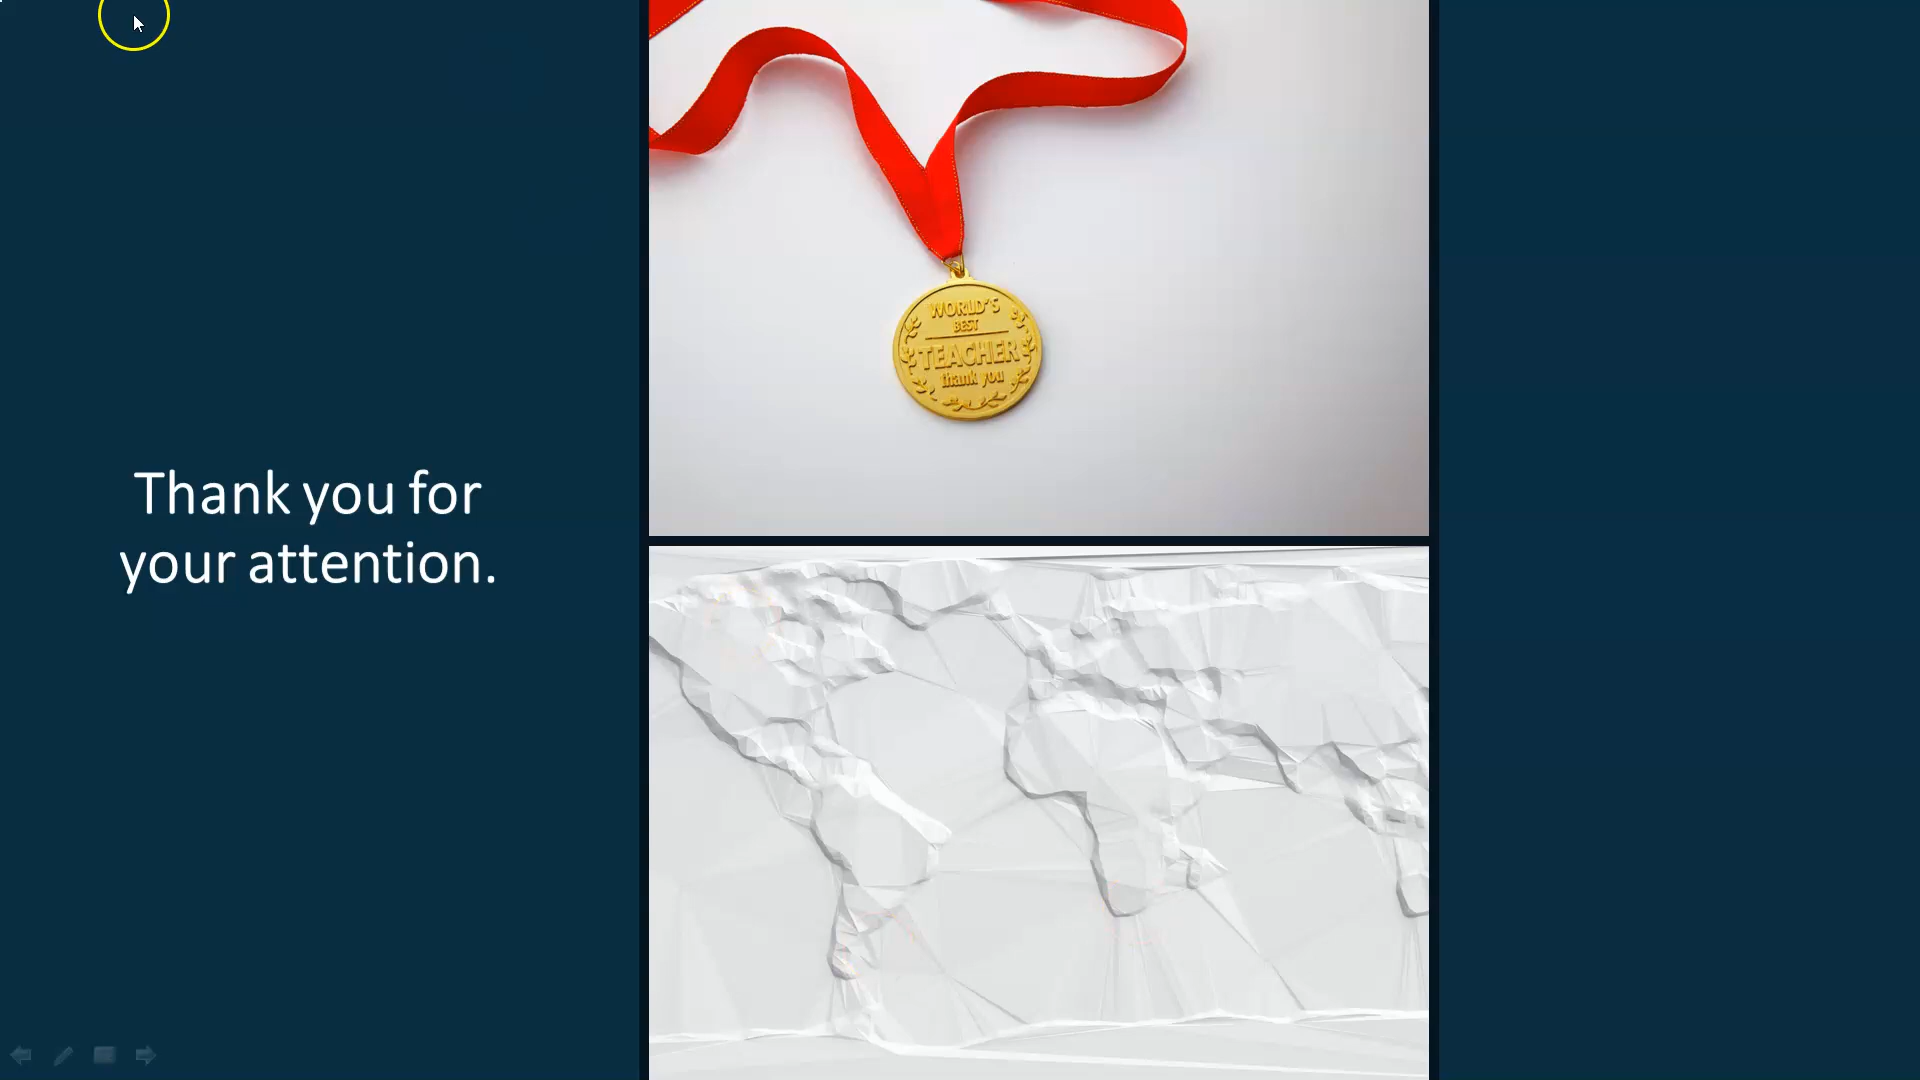 Thank you for
your attention.
WORLD'S
BEST
TEACHER
thank you